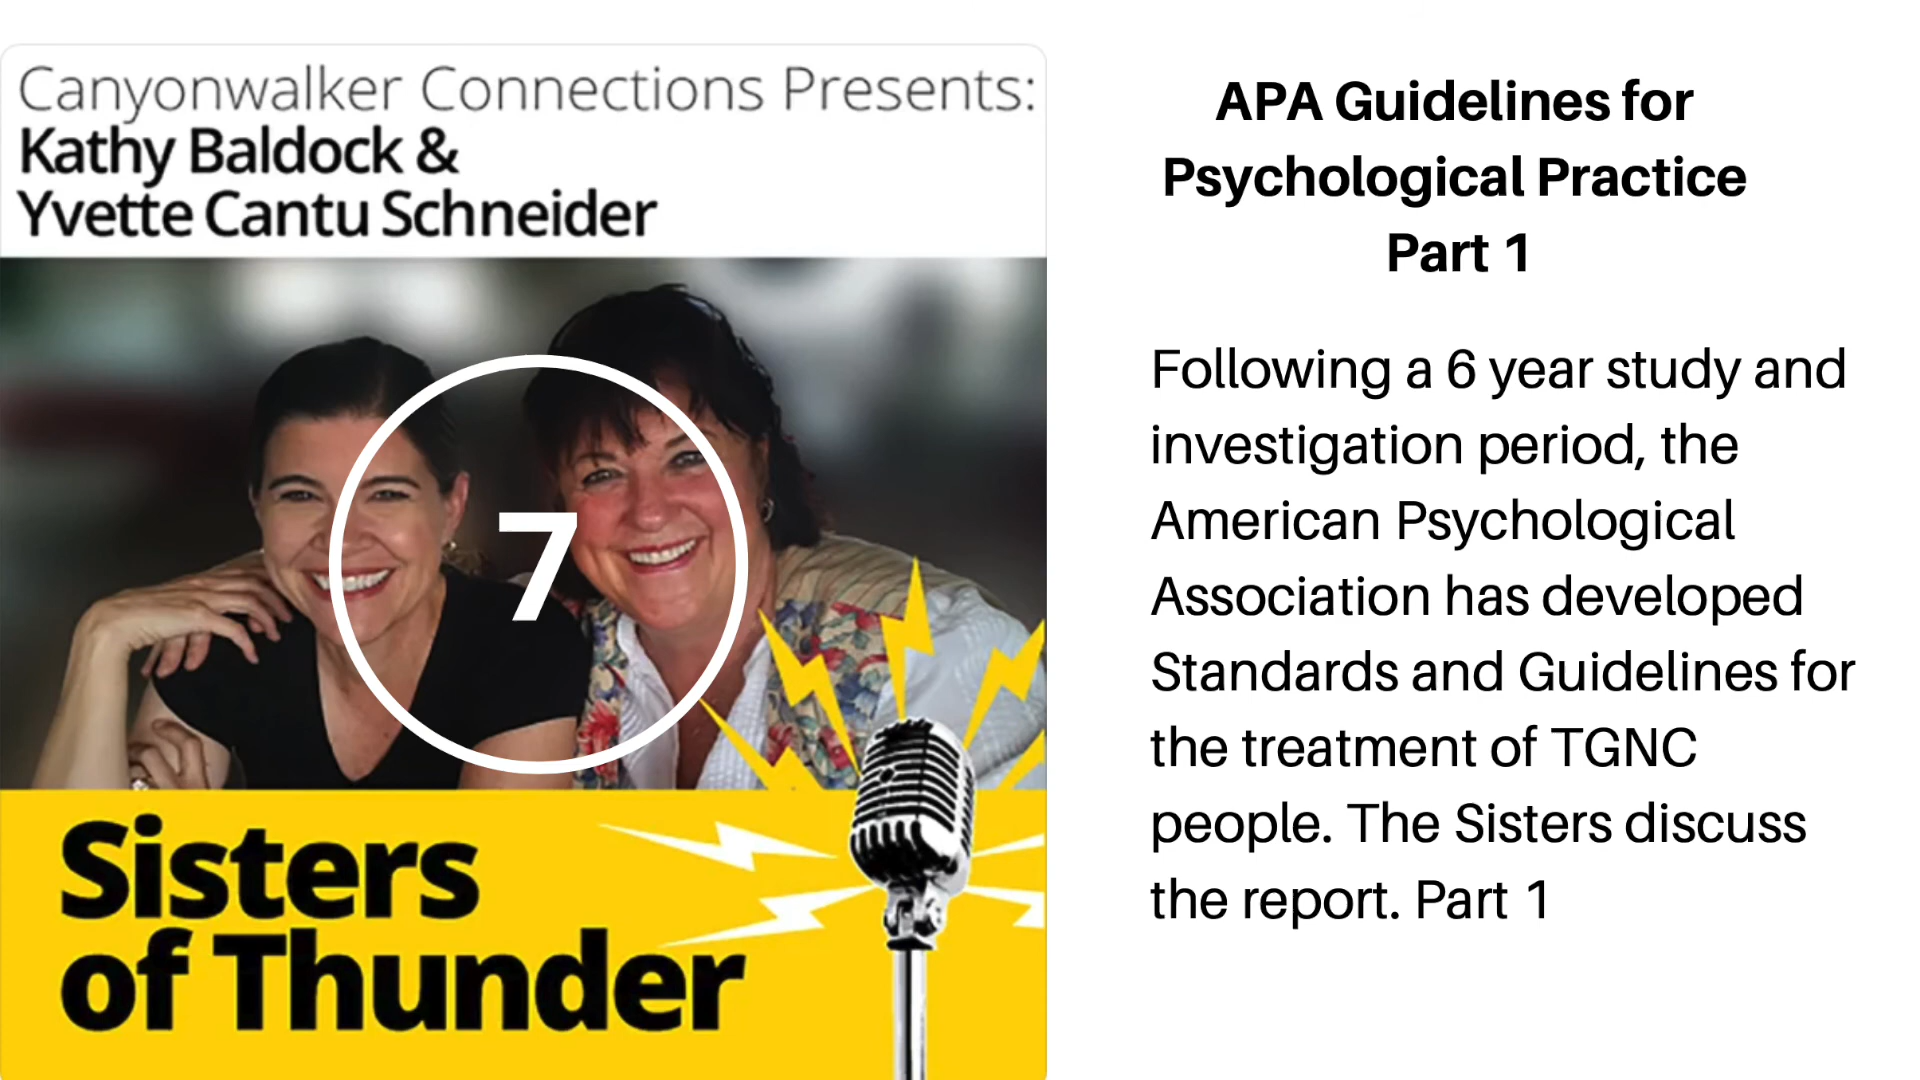 Canyonwalker Connections Presents:
Kathy Baldock &
Yvette Cantu Schneider
7
Sisters
of Thunder
APA Guidelines for
Psychological Practice
Part 1
Following a 6 year study and
investigation period, the
American Psychological
Association has developed
Standards and Guidelines for
the treatment of TGNC
people. The Sisters discuss
the report. Part 1